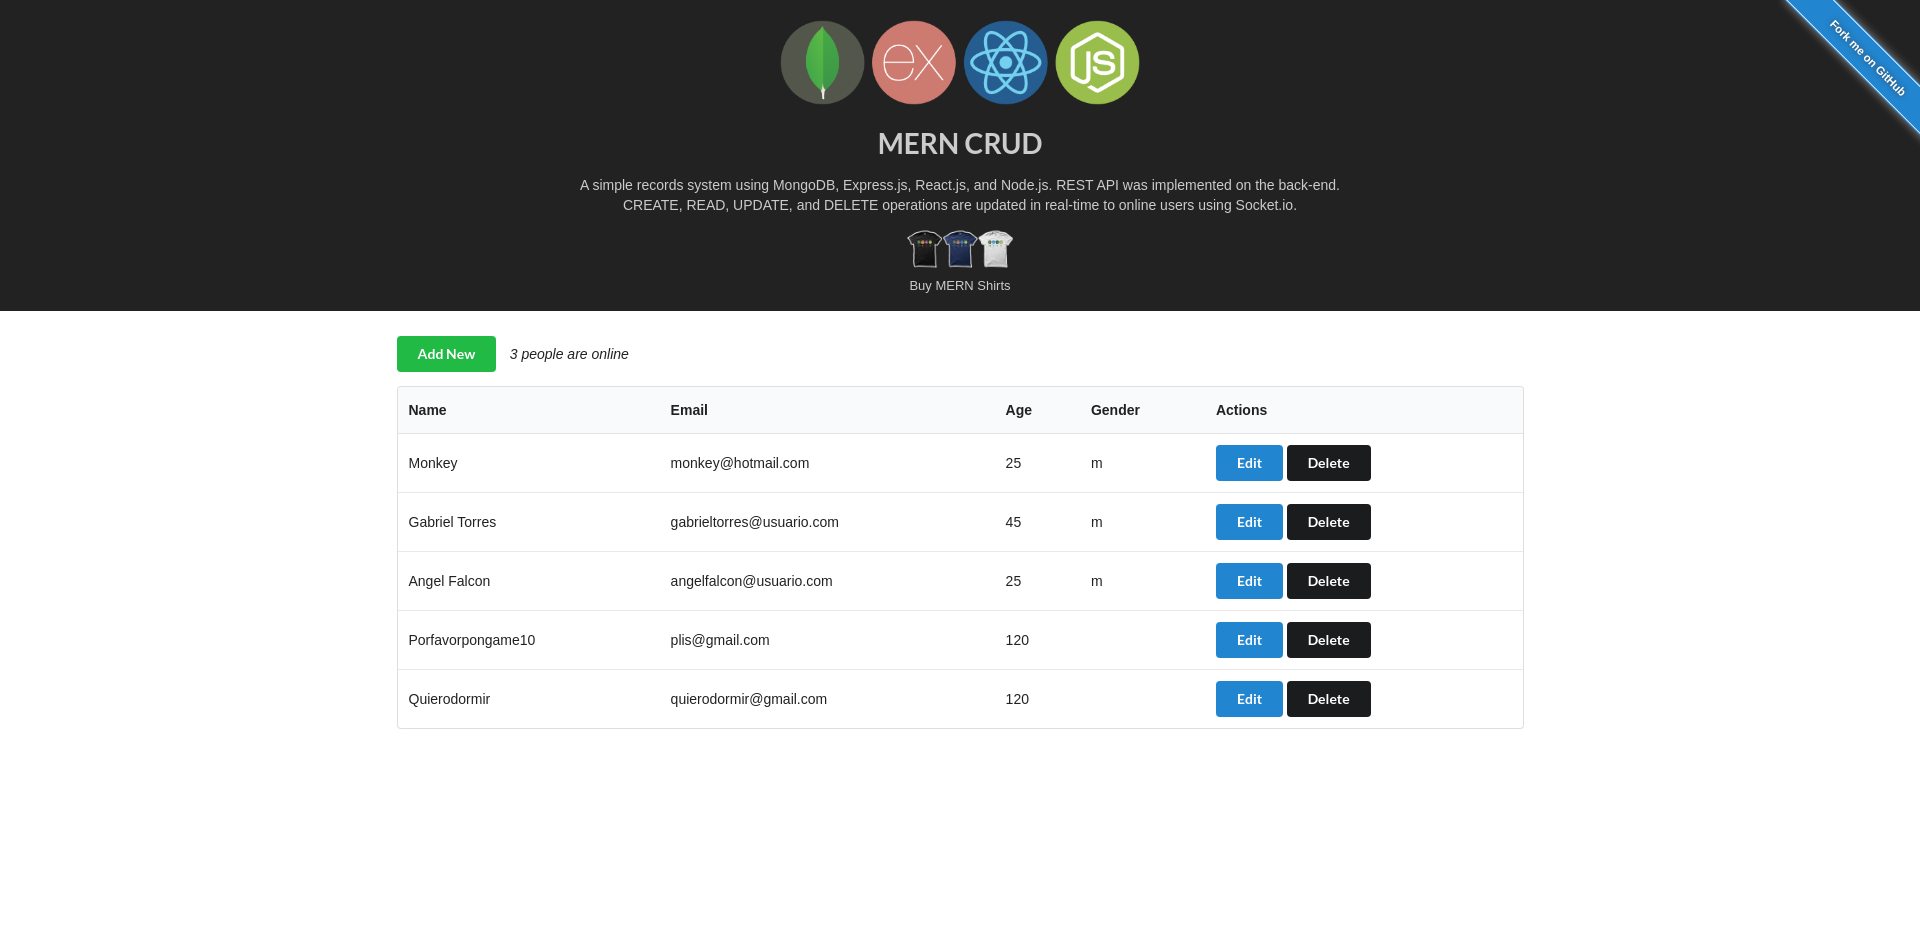 ex
JS
Fork me on GitHub
MERN CRUD
A simple records system using MongoDB, Express.js, React.js, and Node.js. REST API was implemented on the back-end.
CREATE, READ, UPDATE, and DELETE operations are updated in real-time to online users using Socket.io.
Buy MERN Shirts
Add New 3 people are online
Name Email Age Gender Actions
Monkey monkey@hotmail.com 25 m Edit Delete
Gabriel Torres gabrieltorres@usuario.com 45 m Edit Delete
Angel Falcon angelfalcon@usuario.com 25 m Edit Delete
Porfavorpongame10 plis@gmail.com 120 Edit Delete
Quierodormir quierodormir@gmail.com 120 Edit Delete